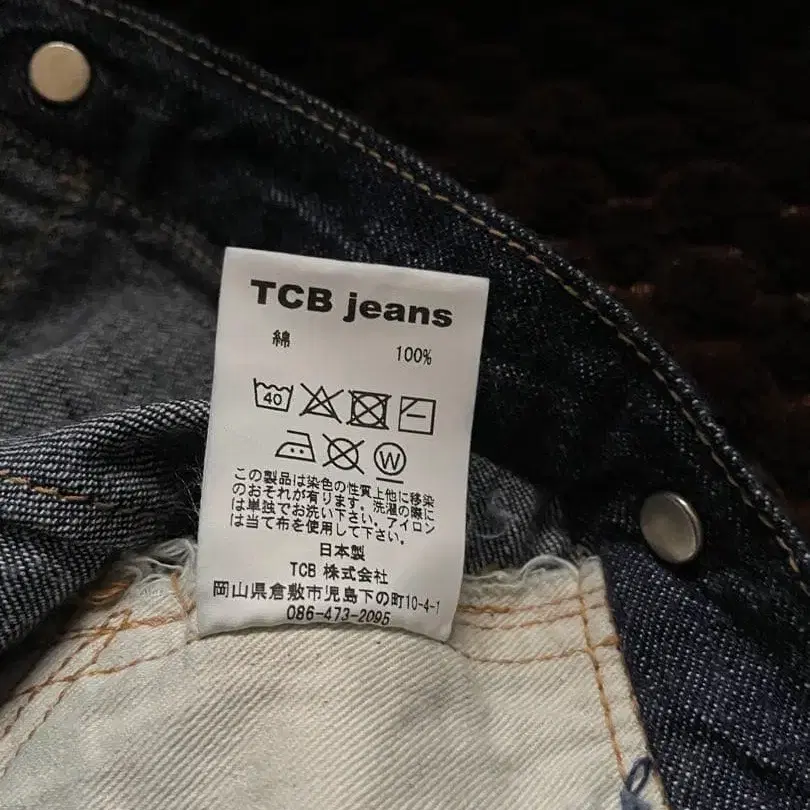 TCB jeans
綿 100%
40
W
この製品は染色の性質上他に移染
のおそれが有ります。洗濯の際に
は単独でお洗い下さい。アイロン
は当て布を使用して下さい。
日本製
TCB 株式会社
岡山県倉敷市児島下の町10-4-1
086-473-2095